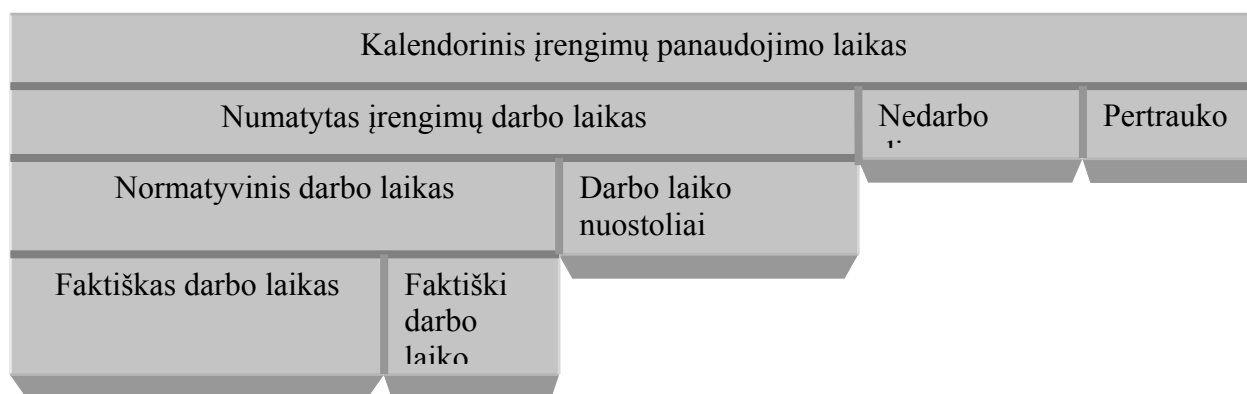 Kalendorinis įrengimų panaudojimo laikas
Numatytas įrengimų darbo laikas
Nedarbo
Pertrauko
Normatyvinis darbo laikas
Darbo laiko
nuostoliai
Faktiškas darbo laikas
Faktiški
darbo
laiko